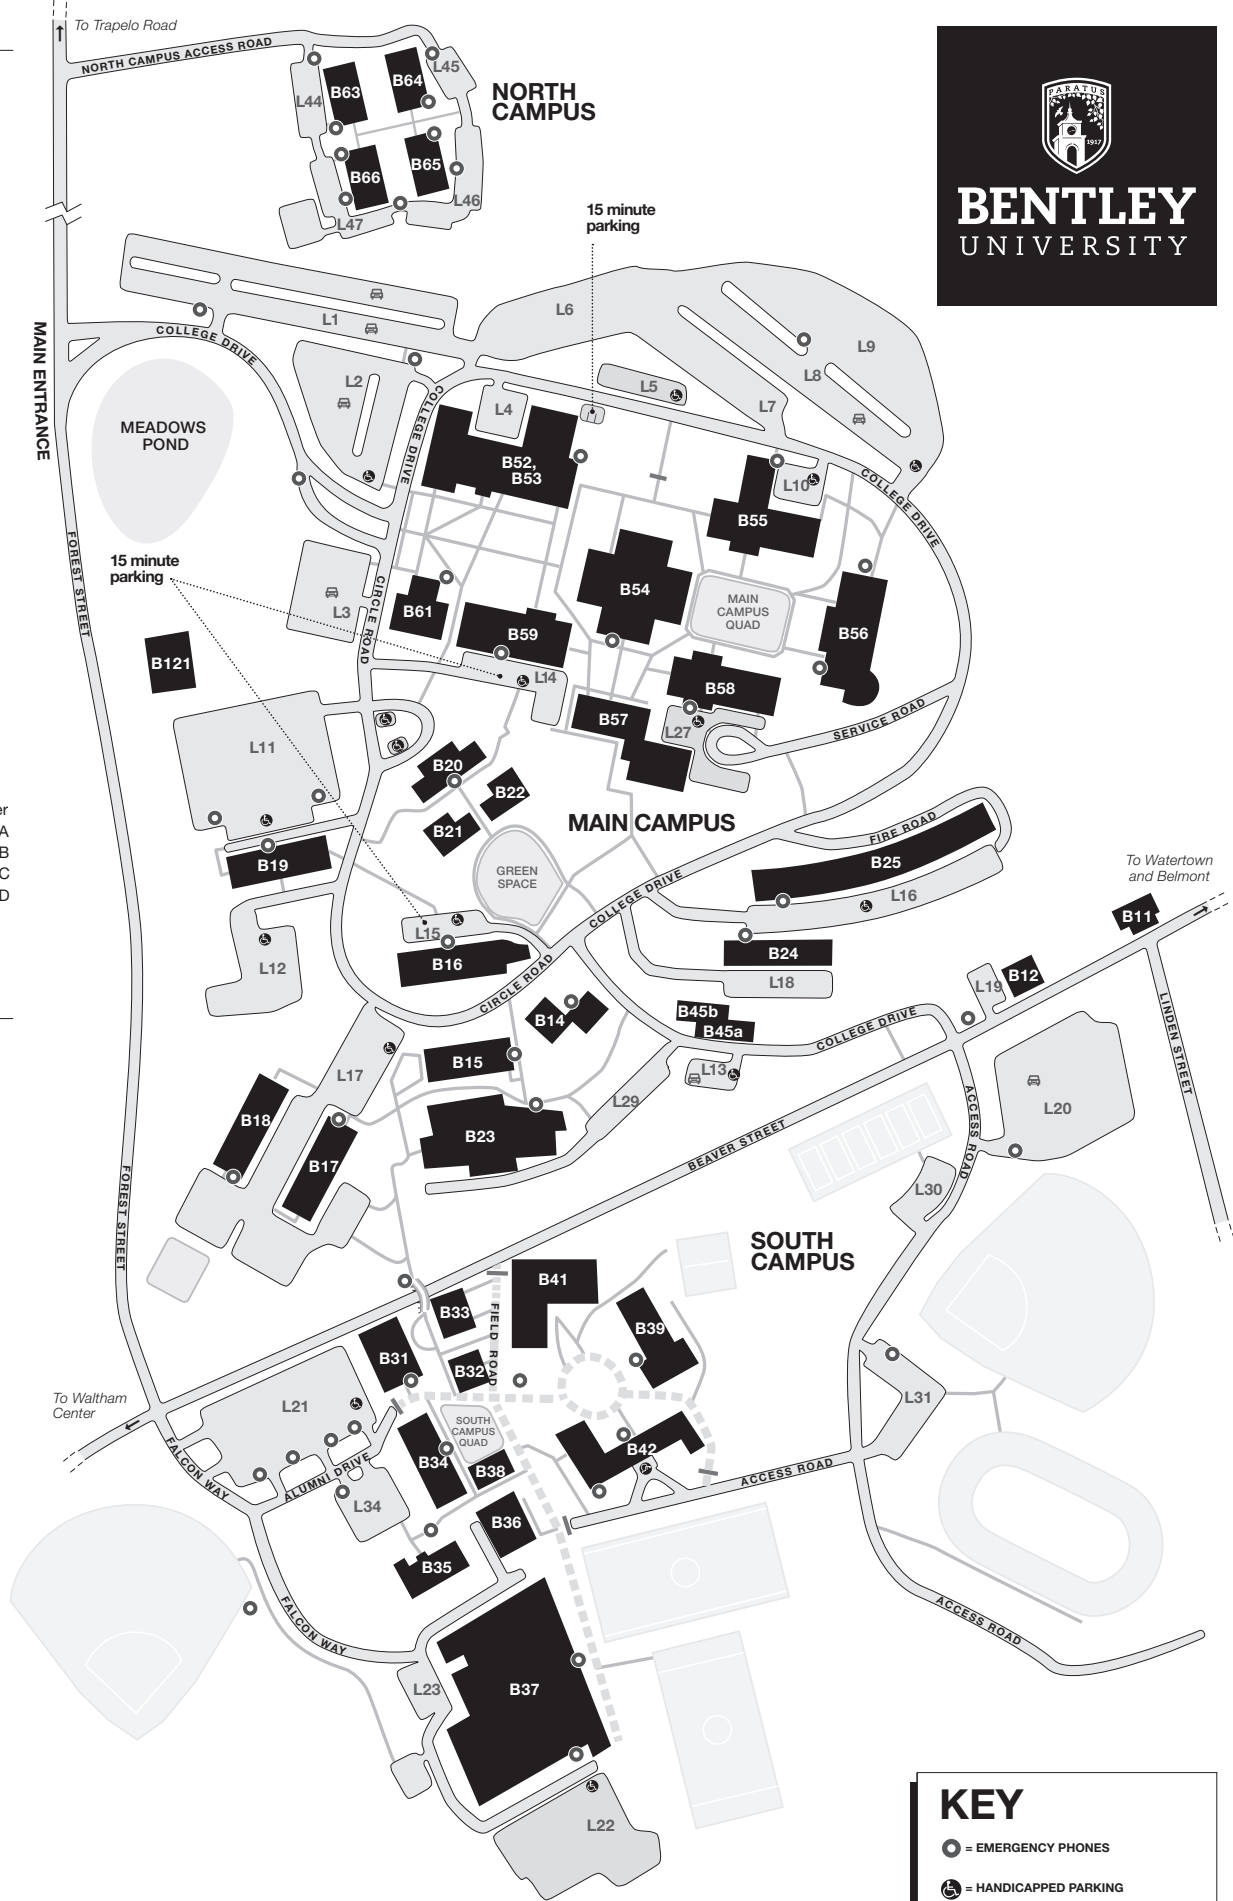 To Trapelo Road
NORTH CAMPUS ACCESS ROAD
L44
B63
B64
L45
NORTH
CAMPUS
B66
B65
L46
L47
PARATUS
1917
BENTLEY
UNIVERSITY
15 minute
parking
MAIN ENTRANCE
COLLEGE DRIVE
L1
L6
L9
L8
L7
L5
L2
L4
COLLEGE DRIVE
MEADOWS
POND
B52,
B53
L10
B55
COLLEGE DRIVE
FOREST STREET
15 minute
parking
L3
CIRCLE ROAD
B61
B59
B54
MAIN
CAMPUS
QUAD
B56
B121
L14
B58
B57
L27
SERVICE ROAD
L11
B20
B22
B21
MAIN CAMPUS
er
A
B
C
D
B19
GREEN
SPACE
COLLEGE DRIVE
FIRE ROAD
B25
L16
To Watertown
and Belmont
B11
L15
B16
L12
CIRCLE ROAD
B24
L18
L19
B12
LINDEN STREET
B14
B45b
B45a
COLLEGE DRIVE
L17
B15
L13
L29
L20
ACCESS ROAD
B18
B17
B23
BEAVER STREET
L30
FOREST STREET
SOUTH
CAMPUS
B41
B33
FIELD ROAD
B39
B31
B32
L31
To Waltham
Center
L21
SOUTH
CAMPUS
QUAD
B42
B34
B38
ACCESS ROAD
FALCON WAY
ALUMNI DRIVE
L34
B36
B35
FALCON WAY
ACCESS ROAD
L23
B37
L22
KEY
= EMERGENCY PHONES
= HANDICAPPED PARKING